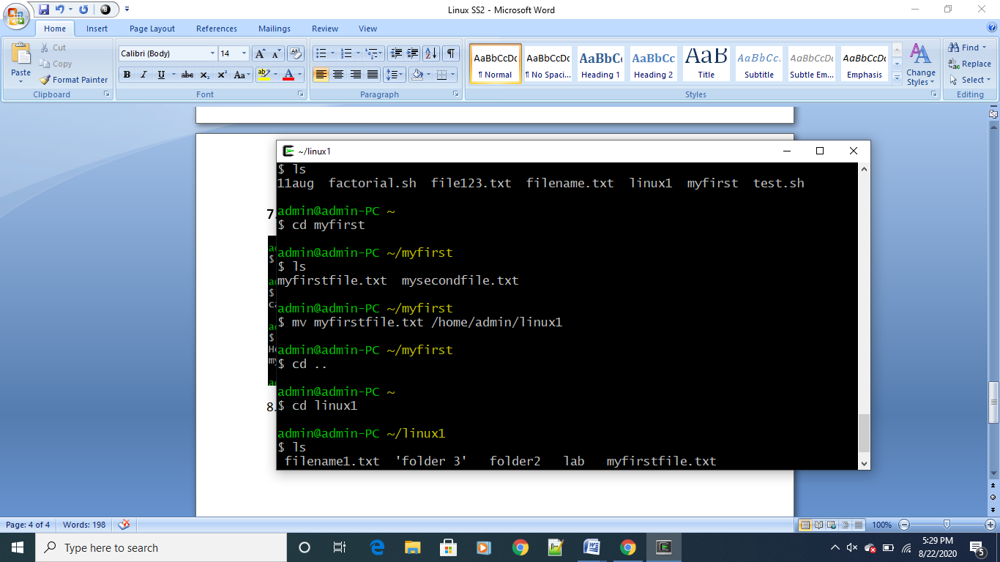 Linux SS2 - Microsoft Word
Home Insert Page Layout References Mailings Review View
Paste
Cut
Copy
Format Painter
Clipboard
Calibri (Body) 14
Font
Paragraph
AaBbCcDc AaBbCcDc AaBbC AaBbCc AaB AaBbCc. AaBbCcDc AaBbCcDc
¶ Normal ¶ No Spaci... Heading 1 Heading 2 Title Subtitle Subtle Em... Emphasis
Change Styles
Styles
Find
Replace
Select
Editing
~/linux1
$ ls
11aug factorial.sh file123.txt filename.txt linux1 myfirst test.sh
admin@admin-PC ~
$ cd myfirst
admin@admin-PC ~/myfirst
$ ls
myfirstfile.txt mysecondfile.txt
admin@admin-PC ~/myfirst
$ mv myfirstfile.txt /home/admin/linux1
admin@admin-PC ~/myfirst
$ cd ..
admin@admin-PC ~
$ cd linux1
admin@admin-PC ~/linux1
$ ls
filename1.txt 'folder 3' folder2 lab myfirstfile.txt
7.
8.
Page: 4 of 4 Words: 198 100%
Type here to search
5:29 PM
8/22/2020
5